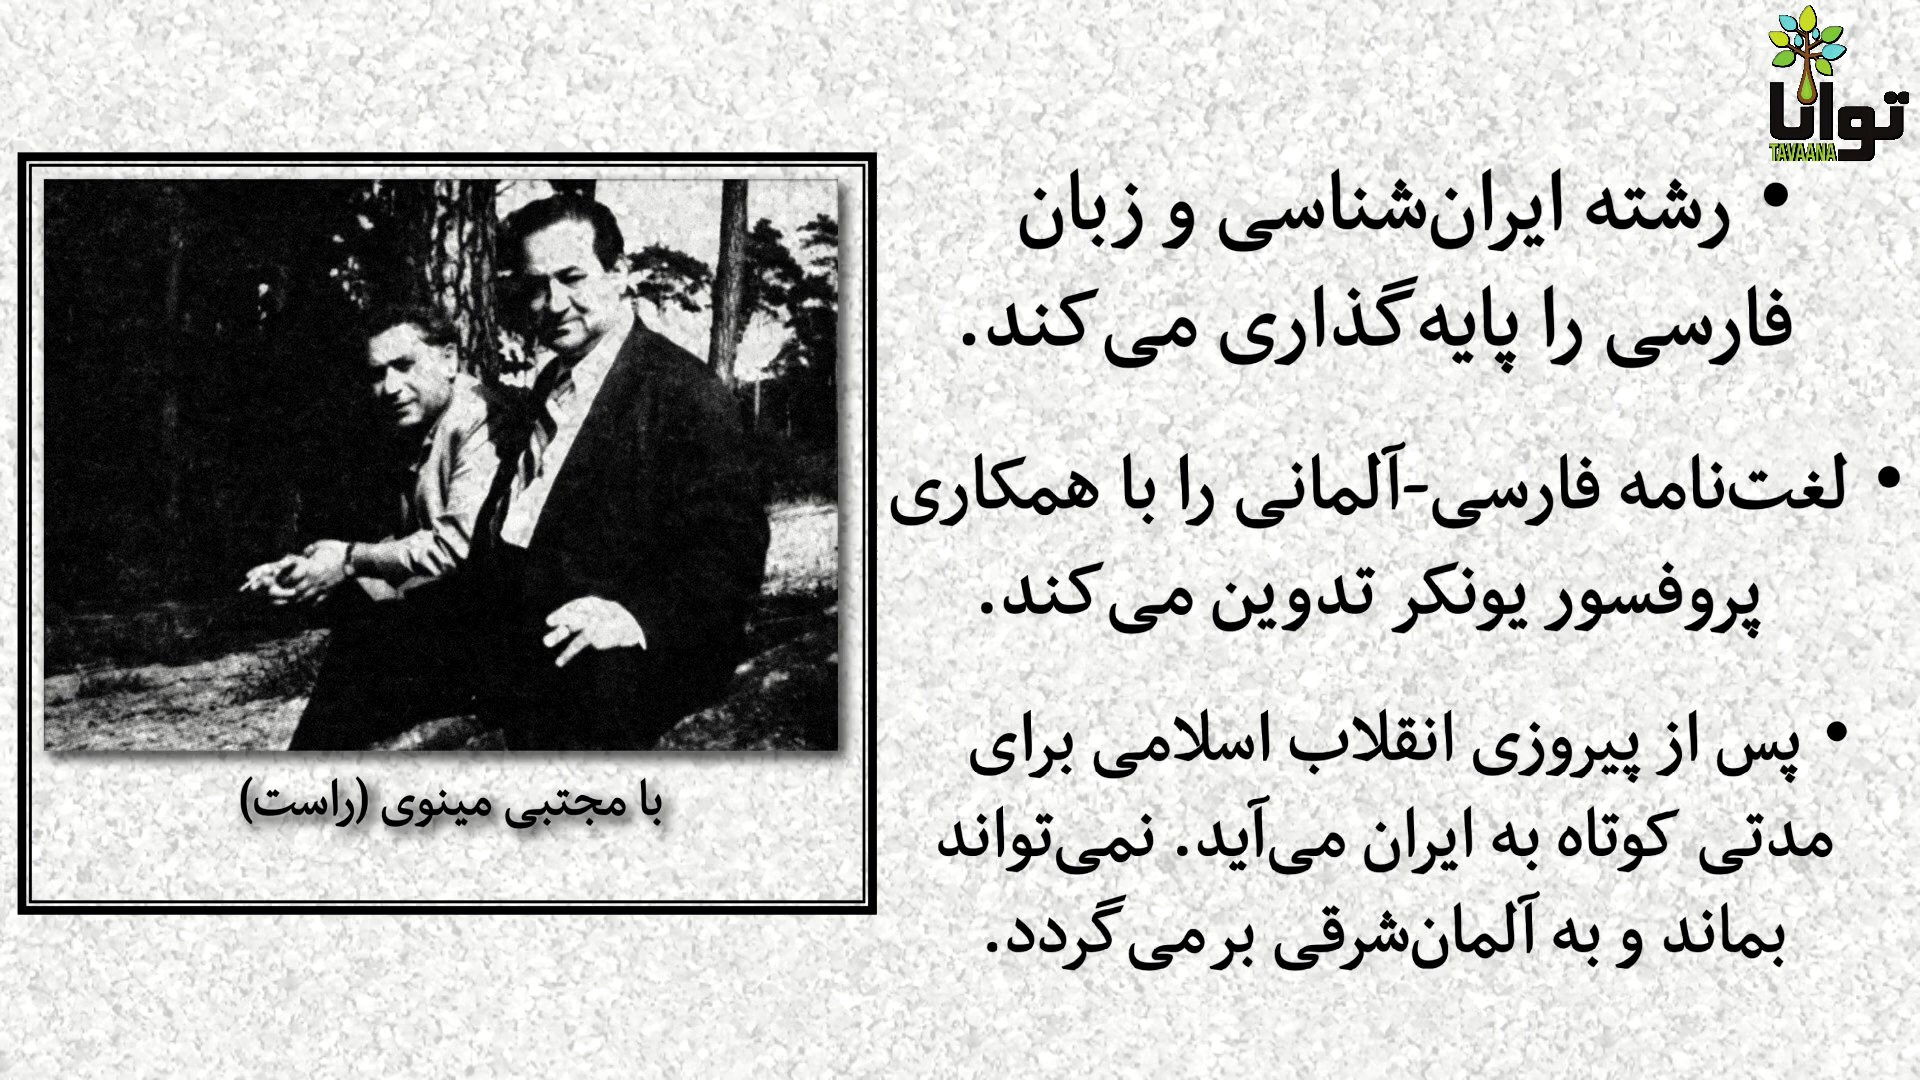 توانا
TAVAANA
• رشته ایران‌شناسی و زبان
فارسی را پایه‌گذاری می‌کند.
• لغت‌نامه فارسی-آلمانی را با همکاری
پروفسور یونکر تدوین می‌کند.
• پس از پیروزی انقلاب اسلامی برای
مدتی کوتاه به ایران می‌آید. نمی‌تواند
بماند و به آلمان‌شرقی برمی‌گردد.
با مجتبی مینوی (راست)